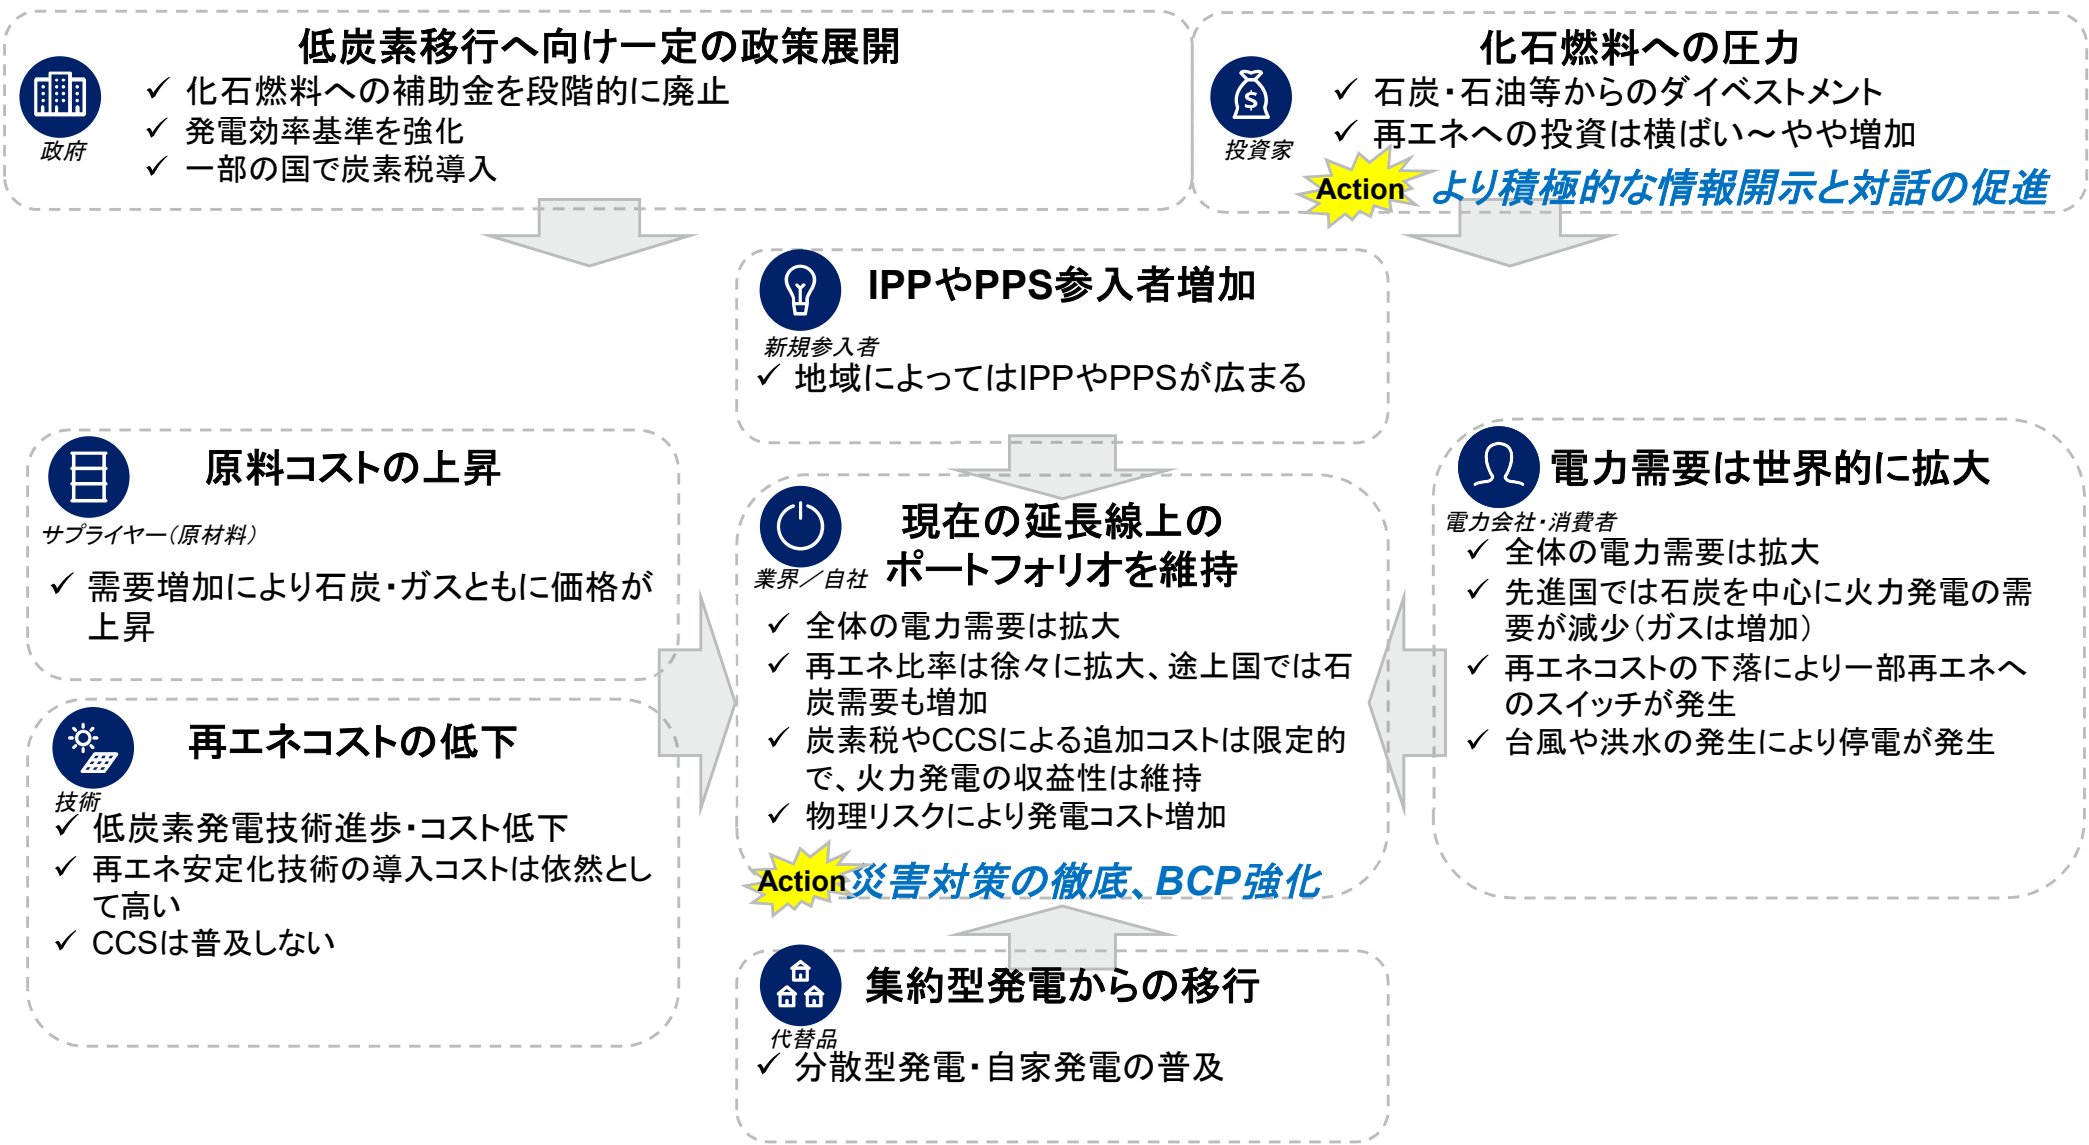 低炭素移行へ向け一定の政策展開
政府
✓ 化石燃料への補助金を段階的に廃止
✓ 発電効率基準を強化
✓ 一部の国で炭素税導入
化石燃料への圧力
投資家
✓ 石炭・石油等からのダイベストメント
✓ 再エネへの投資は横ばい～やや増加
Action より積極的な情報開示と対話の促進
IPPやPPS参入者増加
新規参入者
✓ 地域によってはIPPやPPSが広まる
原料コストの上昇
サプライヤー（原材料）
✓ 需要増加により石炭・ガスともに価格が
上昇
再エネコストの低下
技術
✓ 低炭素発電技術進歩・コスト低下
✓ 再エネ安定化技術の導入コストは依然とし
て高い
✓ CCSは普及しない
現在の延長線上の
ポートフォリオを維持
業界／自社
✓ 全体の電力需要は拡大
✓ 再エネ比率は徐々に拡大、途上国では石
炭需要も増加
✓ 炭素税やCCSによる追加コストは限定的
で、火力発電の収益性は維持
✓ 物理リスクにより発電コスト増加
Action 災害対策の徹底、BCP強化
電力需要は世界的に拡大
電力会社・消費者
✓ 全体の電力需要は拡大
✓ 先進国では石炭を中心に火力発電の需
要が減少（ガスは増加）
✓ 再エネコストの下落により一部再エネへ
のスイッチが発生
✓ 台風や洪水の発生により停電が発生
集約型発電からの移行
代替品
✓ 分散型発電・自家発電の普及